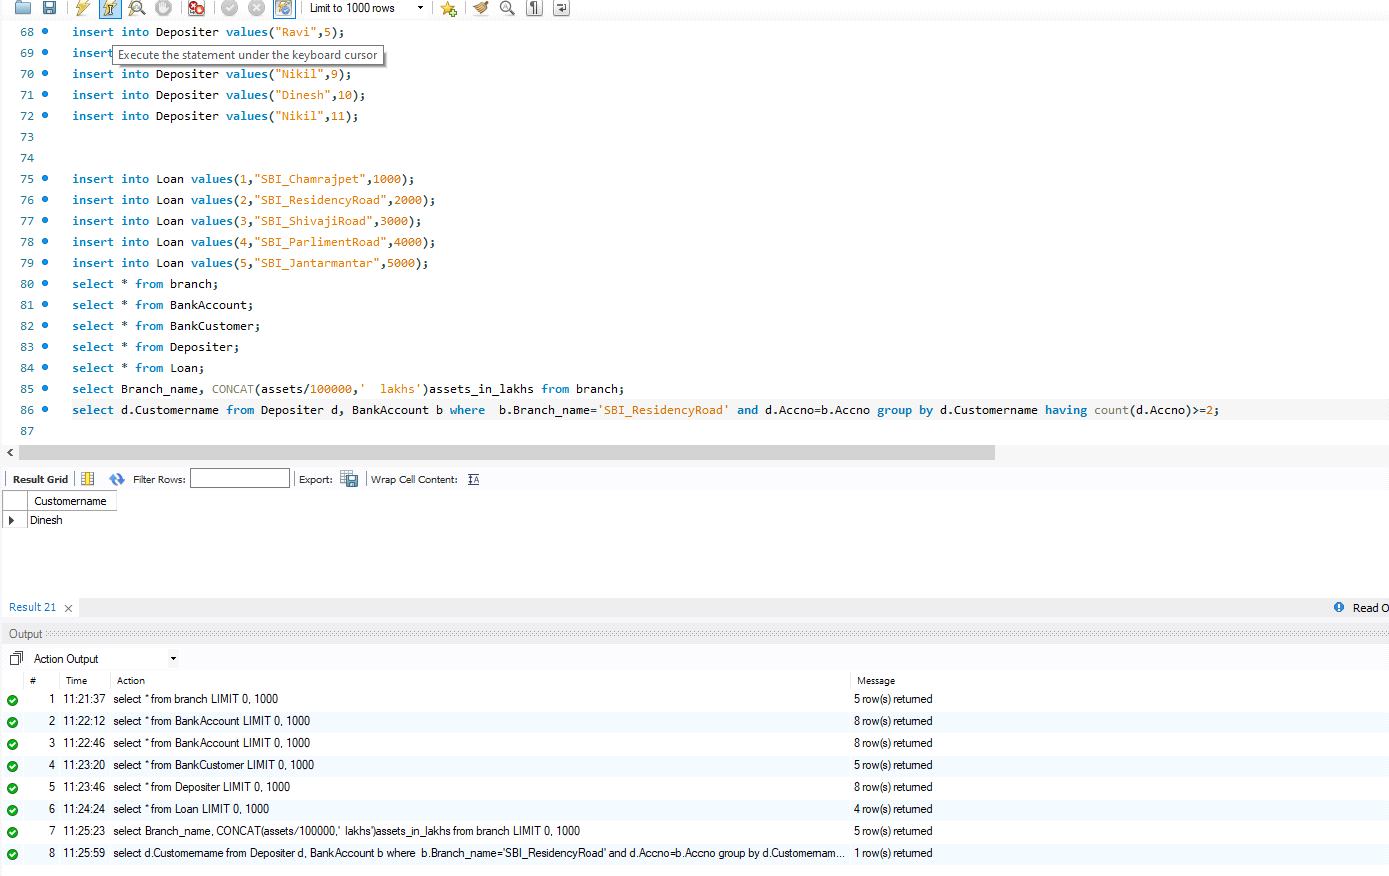 Limit to 1000 rows
68 insert into Depositer values("Ravi",5);
69 insert
Execute the statement under the keyboard cursor
70 insert into Depositer values("Nikil",9);
71 insert into Depositer values("Dinesh",10);
72 insert into Depositer values("Nikil",11);
73
74
75 insert into Loan values(1,"SBI_Chamrajpet",1000);
76 insert into Loan values(2,"SBI_ResidencyRoad",2000);
77 insert into Loan values(3,"SBI_ShivajiRoad",3000);
78 insert into Loan values(4,"SBI_ParlimentRoad",4000);
79 insert into Loan values(5,"SBI_Jantarmantar",5000);
80 select * from branch;
81 select * from BankAccount;
82 select * from BankCustomer;
83 select * from Depositer;
84 select * from Loan;
85 select Branch_name, CONCAT(assets/100000,'  lakhs')assets_in_lakhs from branch;
86 select d.Customername from Depositer d, BankAccount b where  b.Branch_name='SBI_ResidencyRoad' and d.Accno=b.Accno group by d.Customername having count(d.Accno)>=2;
87
Result Grid Filter Rows: Export: Wrap Cell Content:
Customername
Dinesh
Result 21 Read O
Output
Action Output
# Time Action Message
1 11:21:37 select * from branch LIMIT 0, 1000 5 row(s) returned
2 11:22:12 select * from BankAccount LIMIT 0, 1000 8 row(s) returned
3 11:22:46 select * from BankAccount LIMIT 0, 1000 8 row(s) returned
4 11:23:20 select * from BankCustomer LIMIT 0, 1000 5 row(s) returned
5 11:23:46 select * from Depositer LIMIT 0, 1000 8 row(s) returned
6 11:24:24 select * from Loan LIMIT 0, 1000 4 row(s) returned
7 11:25:23 select Branch_name, CONCAT(assets/100000,'  lakhs')assets_in_lakhs from branch LIMIT 0, 1000 5 row(s) returned
8 11:25:59 select d.Customername from Depositer d, BankAccount b where  b.Branch_name='SBI_ResidencyRoad' and d.Accno=b.Accno group by d.Customernam... 1 row(s) returned